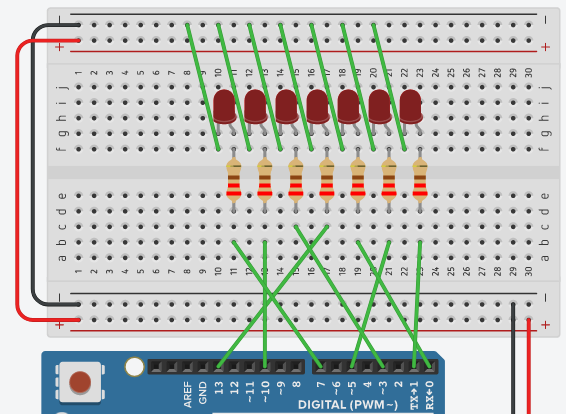 − −
+ +
1 2 3 4 5 6 7 8 9 10 11 12 13 14 15 16 17 18 19 20 21 22 23 24 25 26 27 28 29 30
j j
i i
h h
g g
f f
e e
d d
c c
b b
a a
1 2 3 4 5 6 7 8 9 10 11 12 13 14 15 16 17 18 19 20 21 22 23 24 25 26 27 28 29 30
− −
+ +
AREF GND 13 12 ~11 ~10 9 8 7 ~6 ~5 4 ~3 2 TX→1 RX←0
DIGITAL (PWM~)